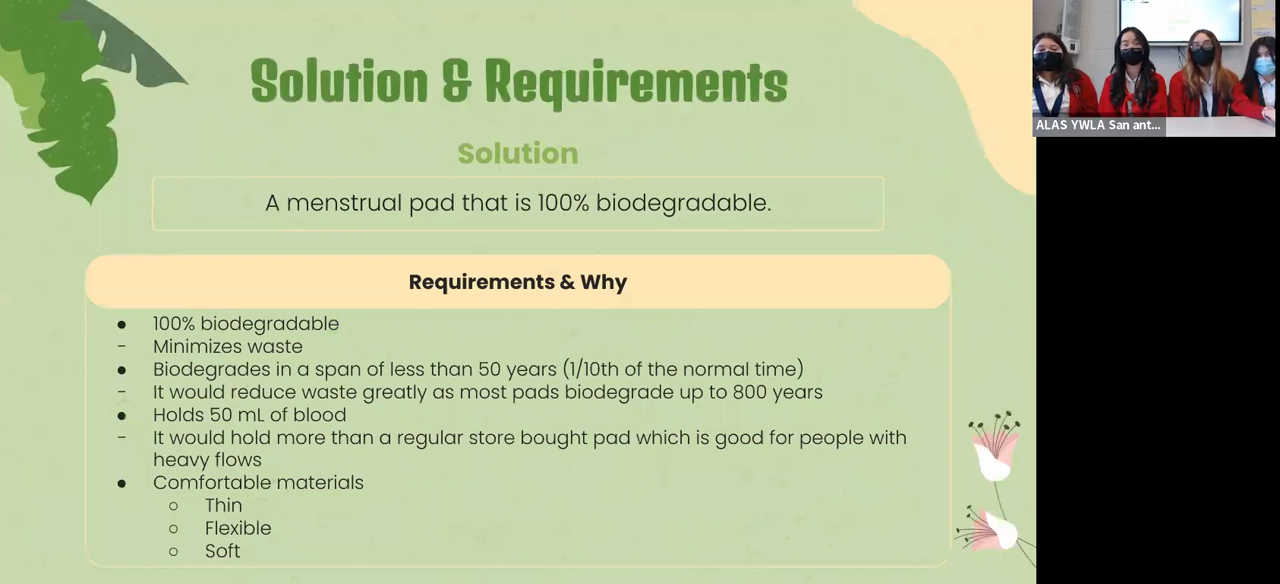 Solution & Requirements
Solution
A menstrual pad that is 100% biodegradable.
Requirements & Why
● 100% biodegradable
- Minimizes waste
● Biodegrades in a span of less than 50 years (1/10th of the normal time)
- It would reduce waste greatly as most pads biodegrade up to 800 years
● Holds 50 mL of blood
- It would hold more than a regular store bought pad which is good for people with
heavy flows
● Comfortable materials
○ Thin
○ Flexible
○ Soft
ALAS YWLA San ant...